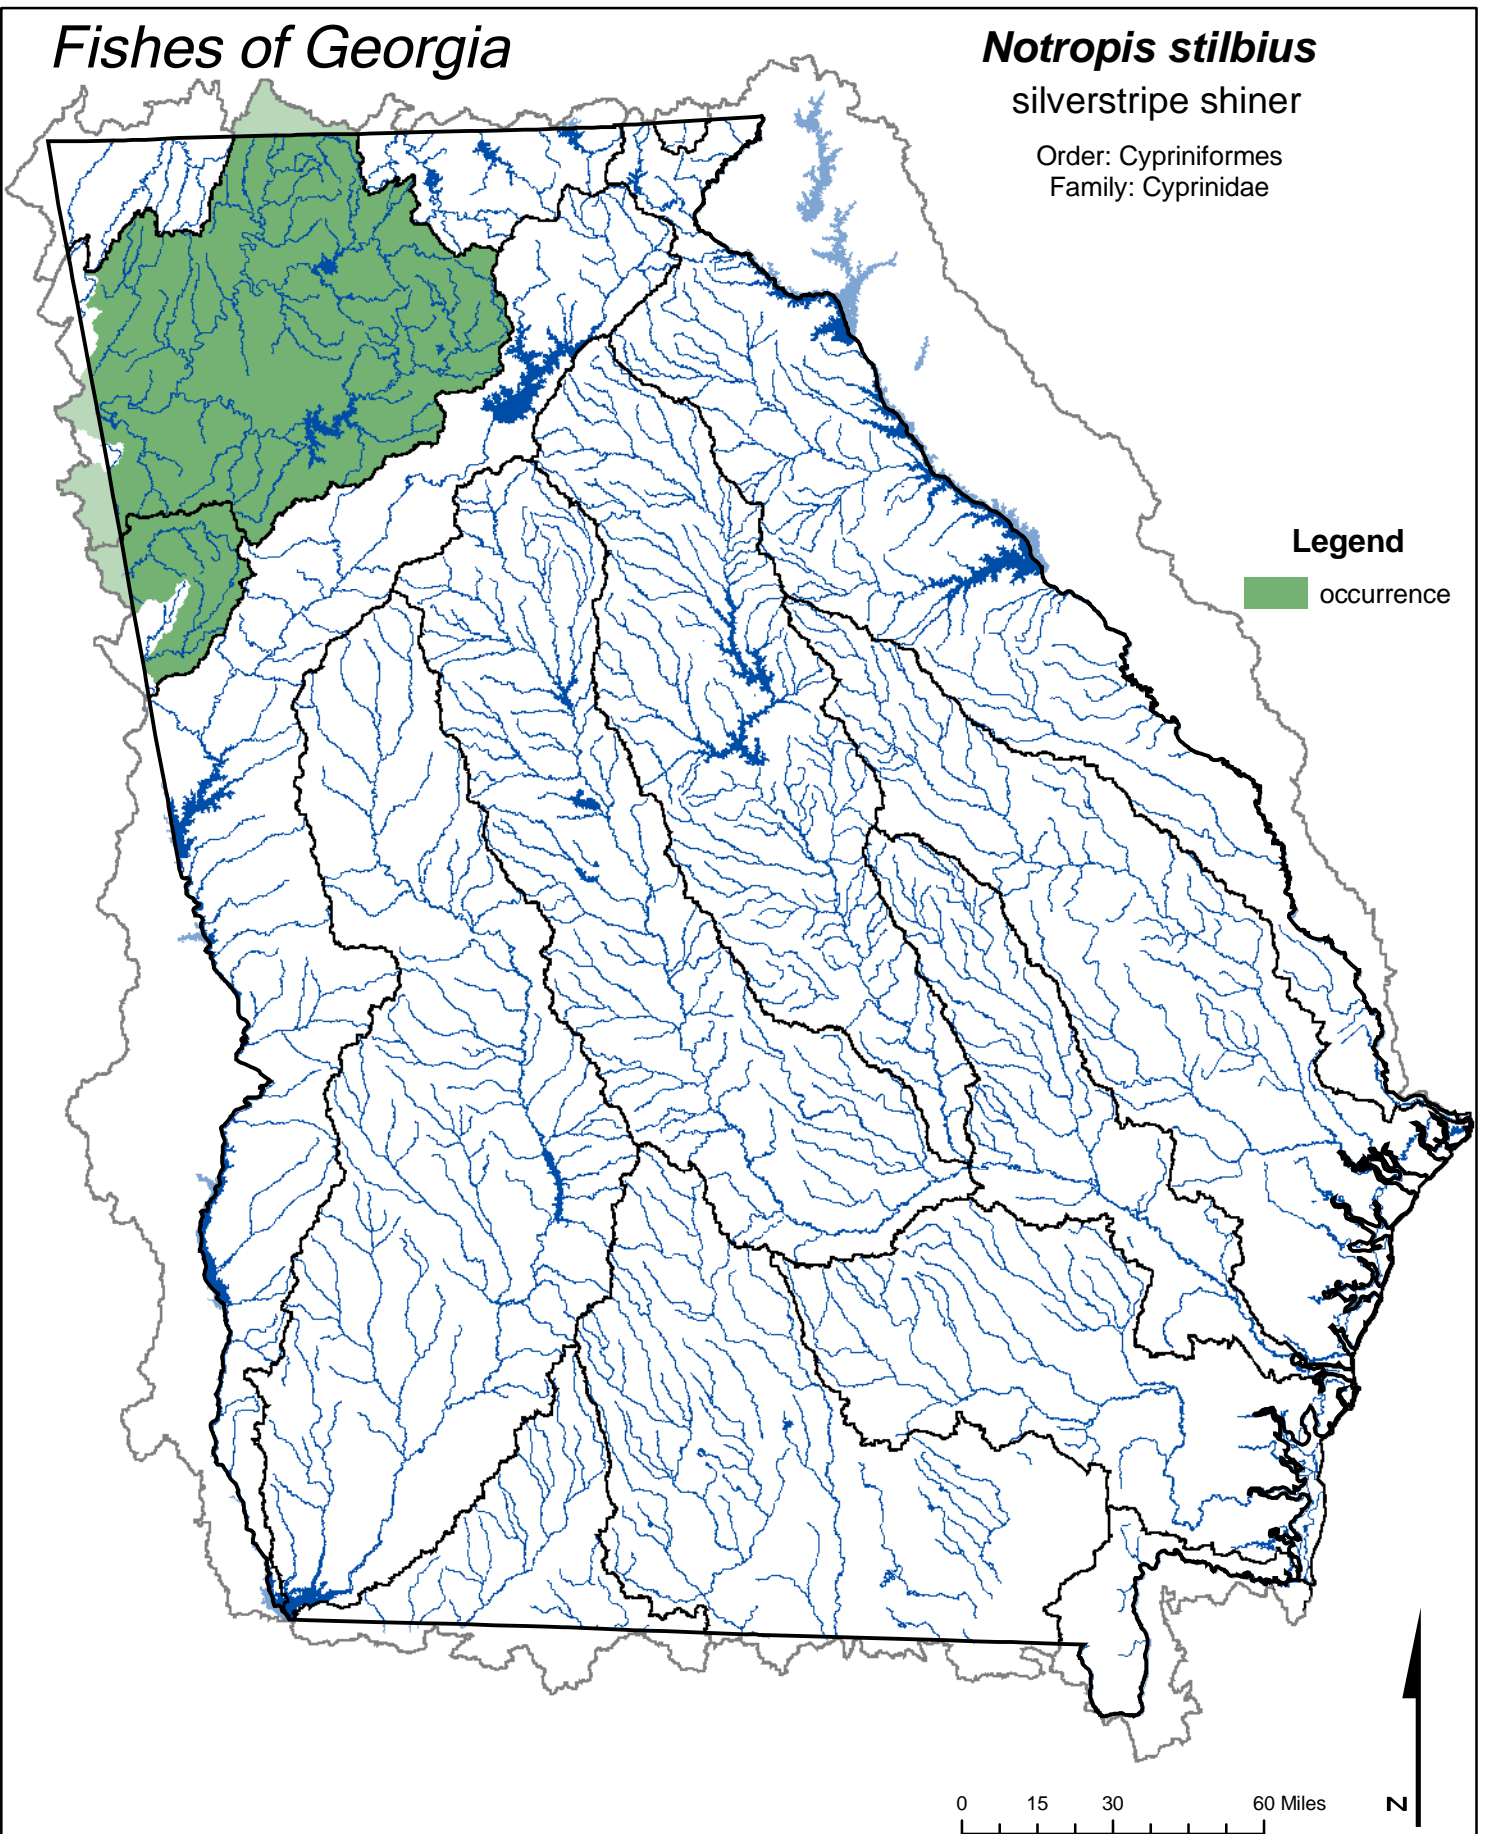 Fishes of Georgia
Notropis stilbius
silverstripe shiner
Order: Cypriniformes
Family: Cyprinidae
Legend
occurrence
0 15 30 60 Miles
N